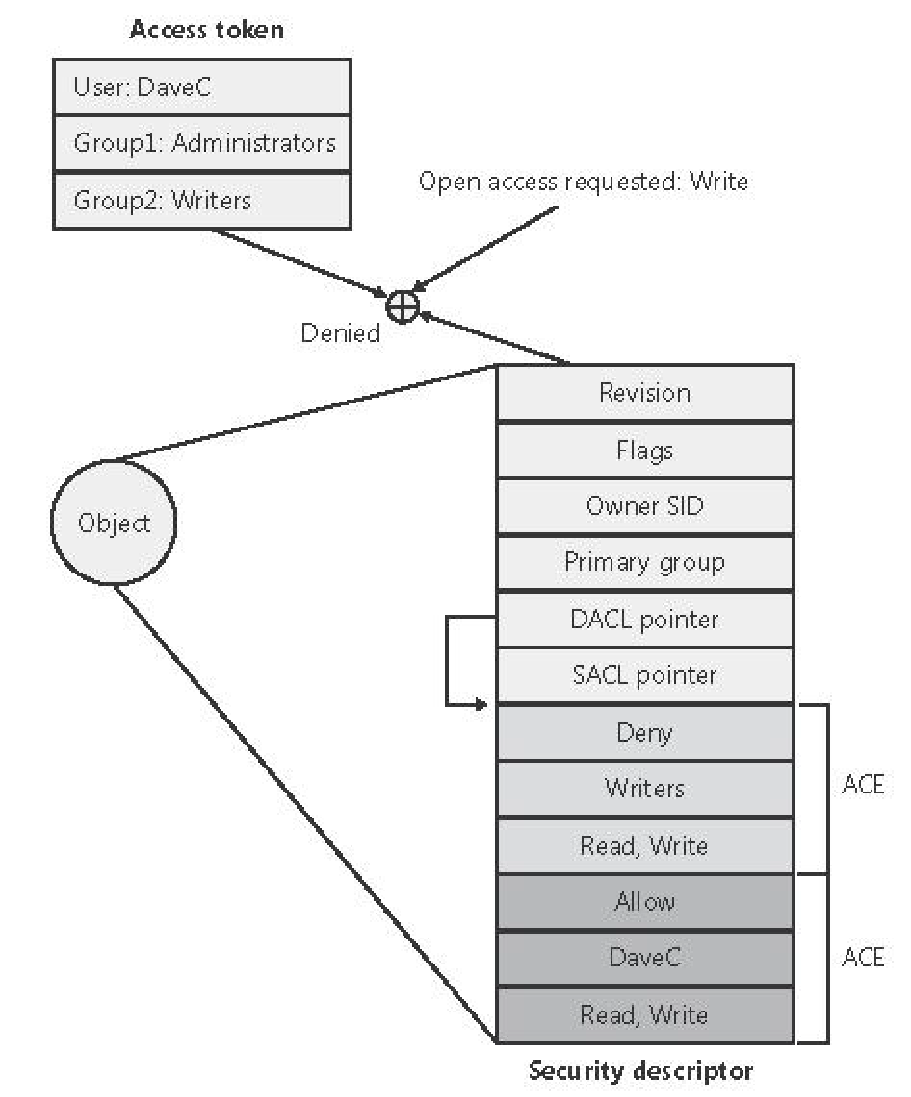 Access token
User: DaveC
Group1: Administrators
Group2: Writers
Open access requested: Write
Denied
Object
Revision
Flags
Owner SID
Primary group
DACL pointer
SACL pointer
Deny
Writers
Read, Write
ACE
Allow
DaveC
Read, Write
ACE
Security descriptor